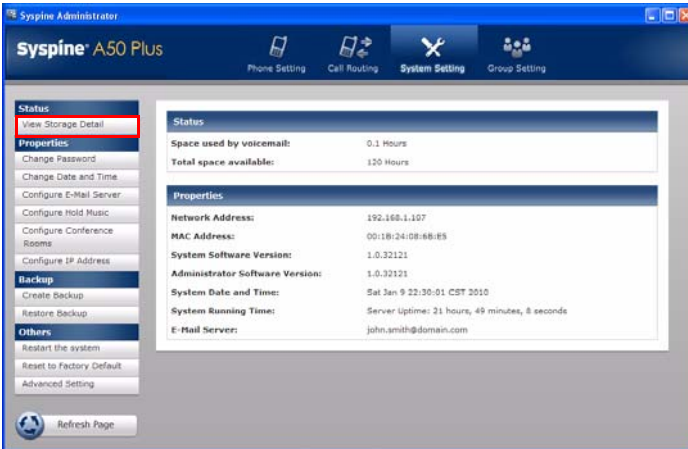 Syspine Administrator
Syspine A50 Plus
Phone Setting
Call Routing
System Setting
Group Setting
Status
View Storage Detail
Properties
Change Password
Change Date and Time
Configure E-Mail Server
Configure Hold Music
Configure Conference
Rooms
Configure IP Address
Backup
Create Backup
Restore Backup
Others
Restart the system
Reset to Factory Default
Advanced Setting
Refresh Page
Status
Space used by voicemail: 0.1 Hours
Total space available: 120 Hours
Properties
Network Address: 192.168.1.107
MAC Address: 00:1B:24:08:6B:E5
System Software Version: 1.0.32121
Administrator Software Version: 1.0.32121
System Date and Time: Sat Jan 9 22:30:01 CST 2010
System Running Time: Server Uptime: 21 hours, 49 minutes, 8 seconds
E-Mail Server: john.smith@domain.com